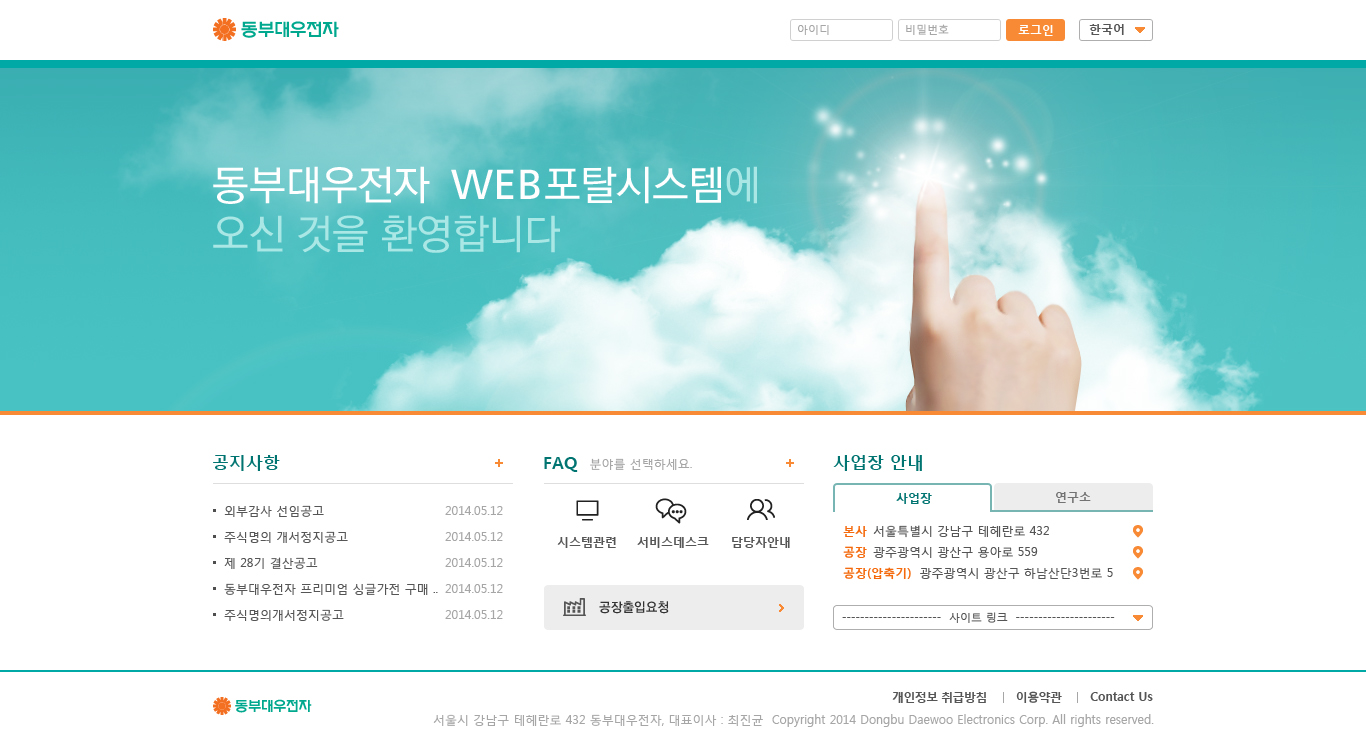 동부대우전자
아이디 비밀번호 로그인 한국어
동부대우전자 WEB포탈시스템에
오신 것을 환영합니다
공지사항
외부감사 선임공고 2014.05.12
주식명의 개서정지공고 2014.05.12
제 28기 결산공고 2014.05.12
동부대우전자 프리미엄 싱글가전 구매 .. 2014.05.12
주식명의개서정지공고 2014.05.12
FAQ 분야를 선택하세요.
시스템관련 서비스데스크 담당자안내
공장출입요청
사업장 안내
사업장 연구소
본사 서울특별시 강남구 테헤란로 432
공장 광주광역시 광산구 용아로 559
공장(압축기) 광주광역시 광산구 하남산단3번로 5
---------------------- 사이트 링크 ----------------------
동부대우전자
개인정보 취급방침 | 이용약관 | Contact Us
서울시 강남구 테헤란로 432 동부대우전자, 대표이사 : 최진균 Copyright 2014 Dongbu Daewoo Electronics Corp. All rights reserved.